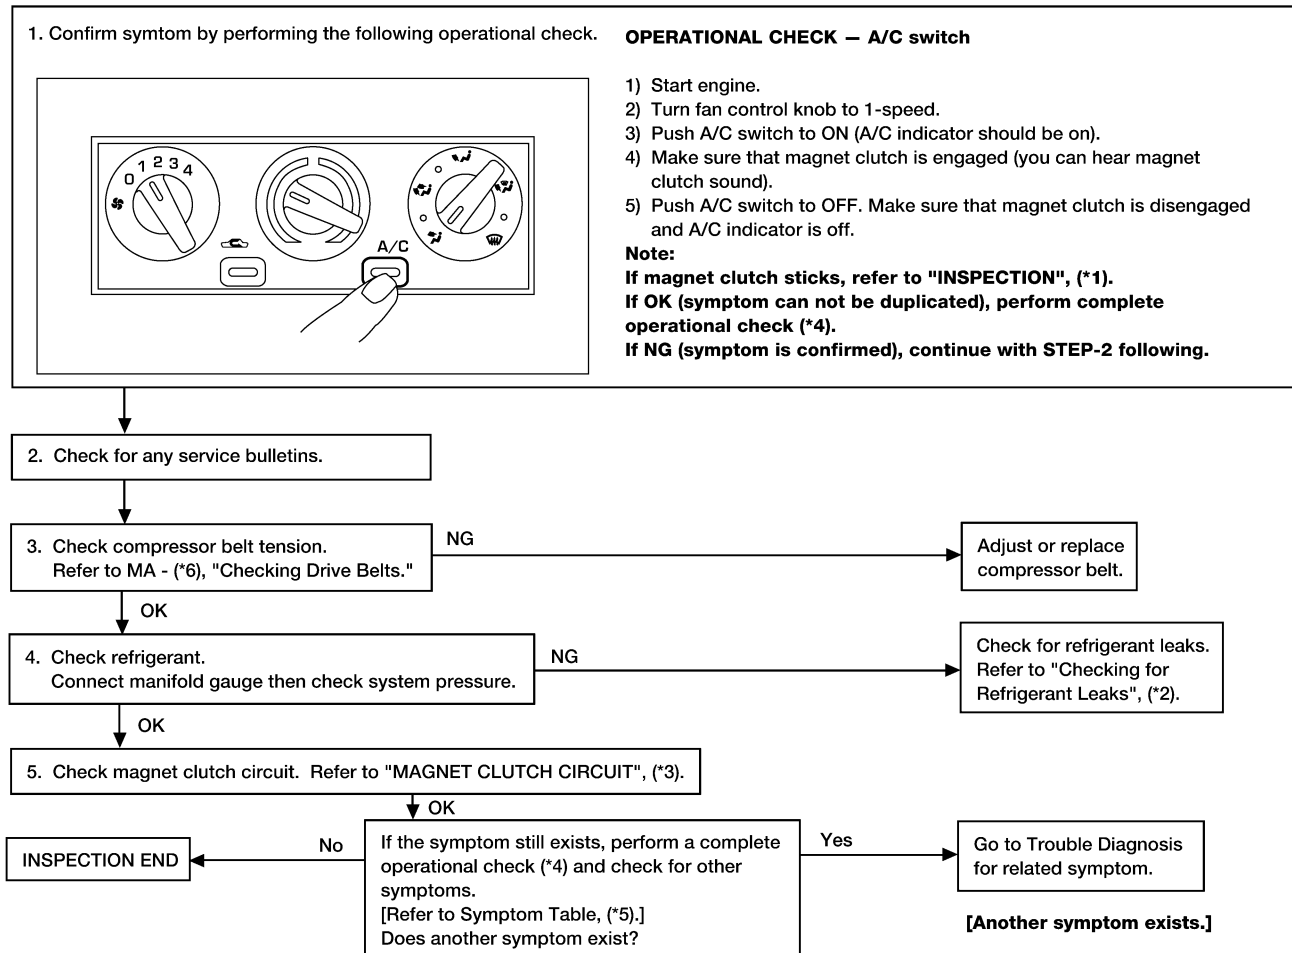 1. Confirm symtom by performing the following operational check.
0 1 2 3 4
A/C
OPERATIONAL CHECK — A/C switch
1) Start engine.
2) Turn fan control knob to 1-speed.
3) Push A/C switch to ON (A/C indicator should be on).
4) Make sure that magnet clutch is engaged (you can hear magnet
clutch sound).
5) Push A/C switch to OFF. Make sure that magnet clutch is disengaged
and A/C indicator is off.
Note:
If magnet clutch sticks, refer to "INSPECTION", (*1).
If OK (symptom can not be duplicated), perform complete
operational check (*4).
If NG (symptom is confirmed), continue with STEP-2 following.
2. Check for any service bulletins.
3. Check compressor belt tension.
Refer to MA - (*6), "Checking Drive Belts."
NG
Adjust or replace
compressor belt.
OK
4. Check refrigerant.
Connect manifold gauge then check system pressure.
NG
Check for refrigerant leaks.
Refer to "Checking for
Refrigerant Leaks", (*2).
OK
5. Check magnet clutch circuit. Refer to "MAGNET CLUTCH CIRCUIT", (*3).
OK
If the symptom still exists, perform a complete
operational check (*4) and check for other
symptoms.
[Refer to Symptom Table, (*5).]
Does another symptom exist?
No
INSPECTION END
Yes
Go to Trouble Diagnosis
for related symptom.
[Another symptom exists.]